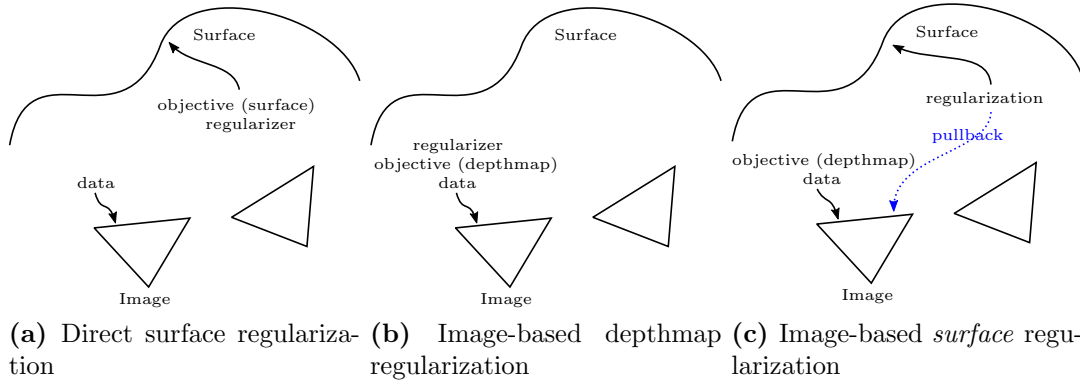 Surface
objective (surface)
regularizer
data
Image
(a) Direct surface regulariza-
tion
Surface
regularizer
objective (depthmap)
data
Image
(b) Image-based depthmap
regularization
Surface
regularization
pullback
objective (depthmap)
data
Image
(c) Image-based surface regu-
larization